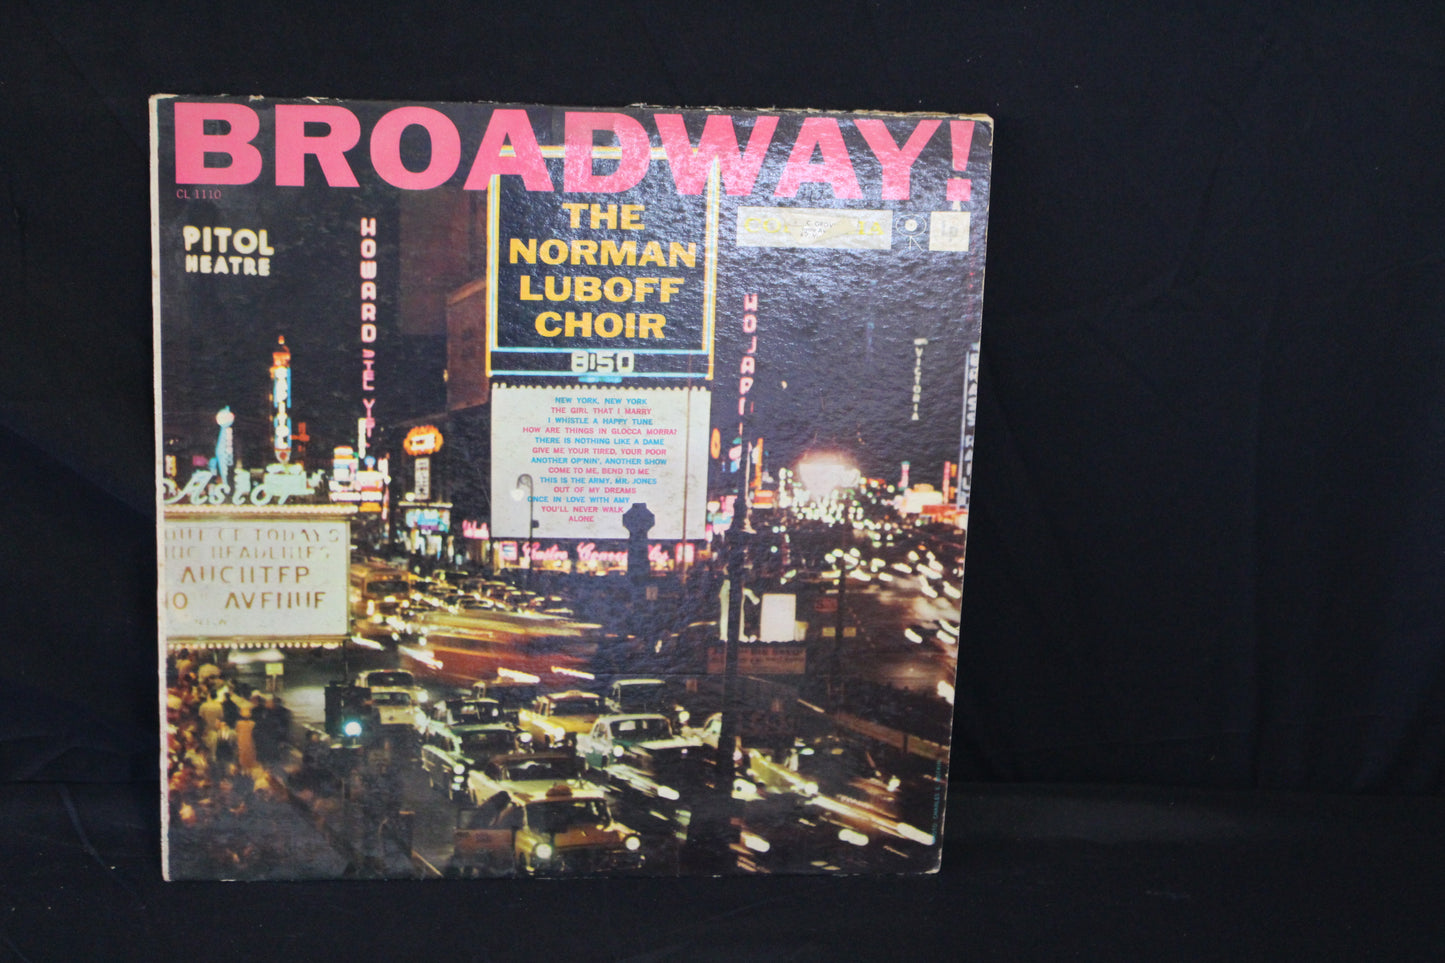 BROADWAY!
CL 1110
THE
NORMAN
LUBOFF
CHOIR
8:50
NEW YORK, NEW YORK
THE GIRL THAT I MARRY
I WHISTLE A HAPPY TUNE
HOW ARE THINGS IN GLOCCA MORRA?
THERE IS NOTHING LIKE A DAME
GIVE ME YOUR TIRED, YOUR POOR
ANOTHER OP'NIN', ANOTHER SHOW
COME TO ME, BEND TO ME
THIS IS THE ARMY, MR. JONES
OUT OF MY DREAMS
ONCE IN LOVE WITH AMY
YOU'LL NEVER WALK
ALONE
PITOL
HEATRE
HOWARD
VICTORIA
Astor